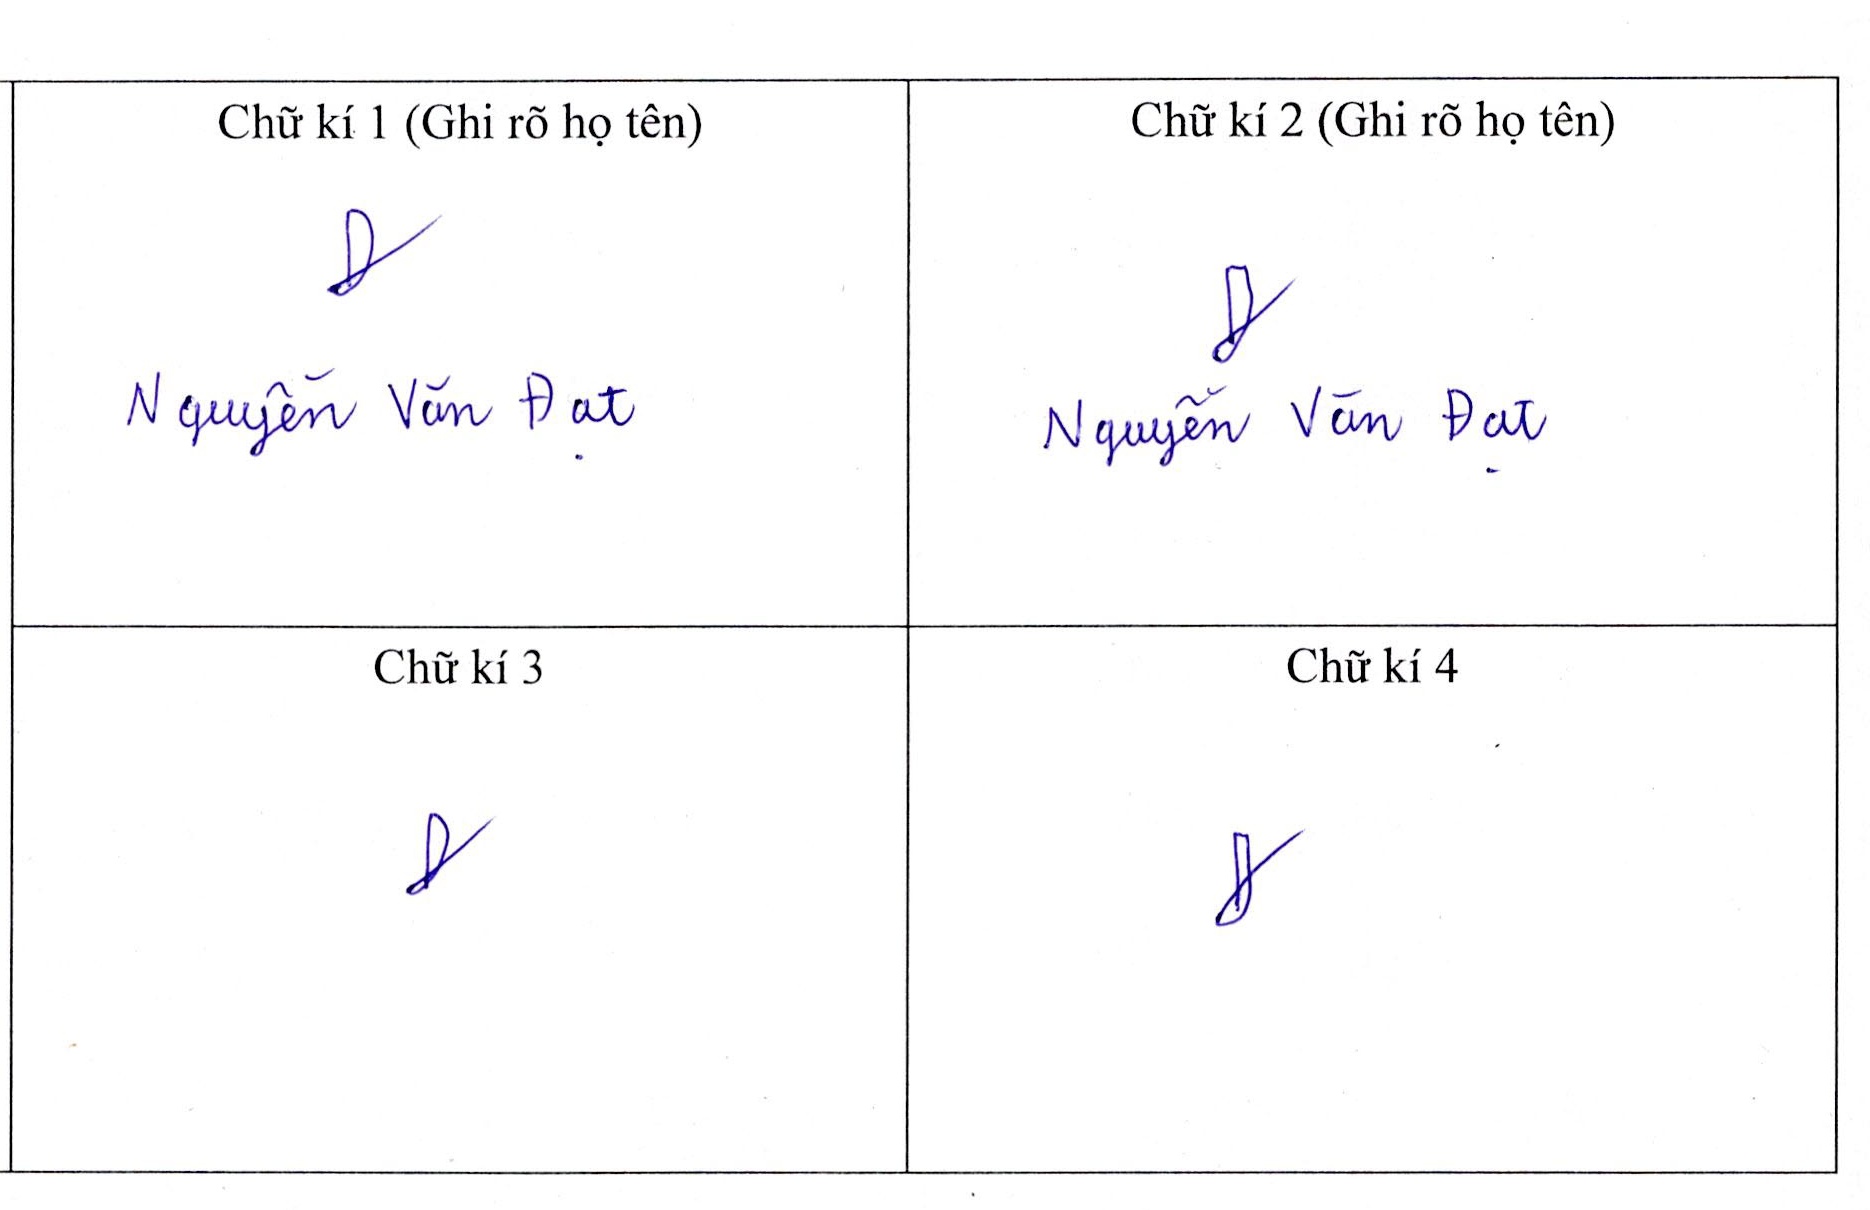 Chữ kí 1 (Ghi rõ họ tên)
Nguyễn Văn Đạt
Chữ kí 2 (Ghi rõ họ tên)
Nguyễn Văn Đạt
Chữ kí 3
Chữ kí 4